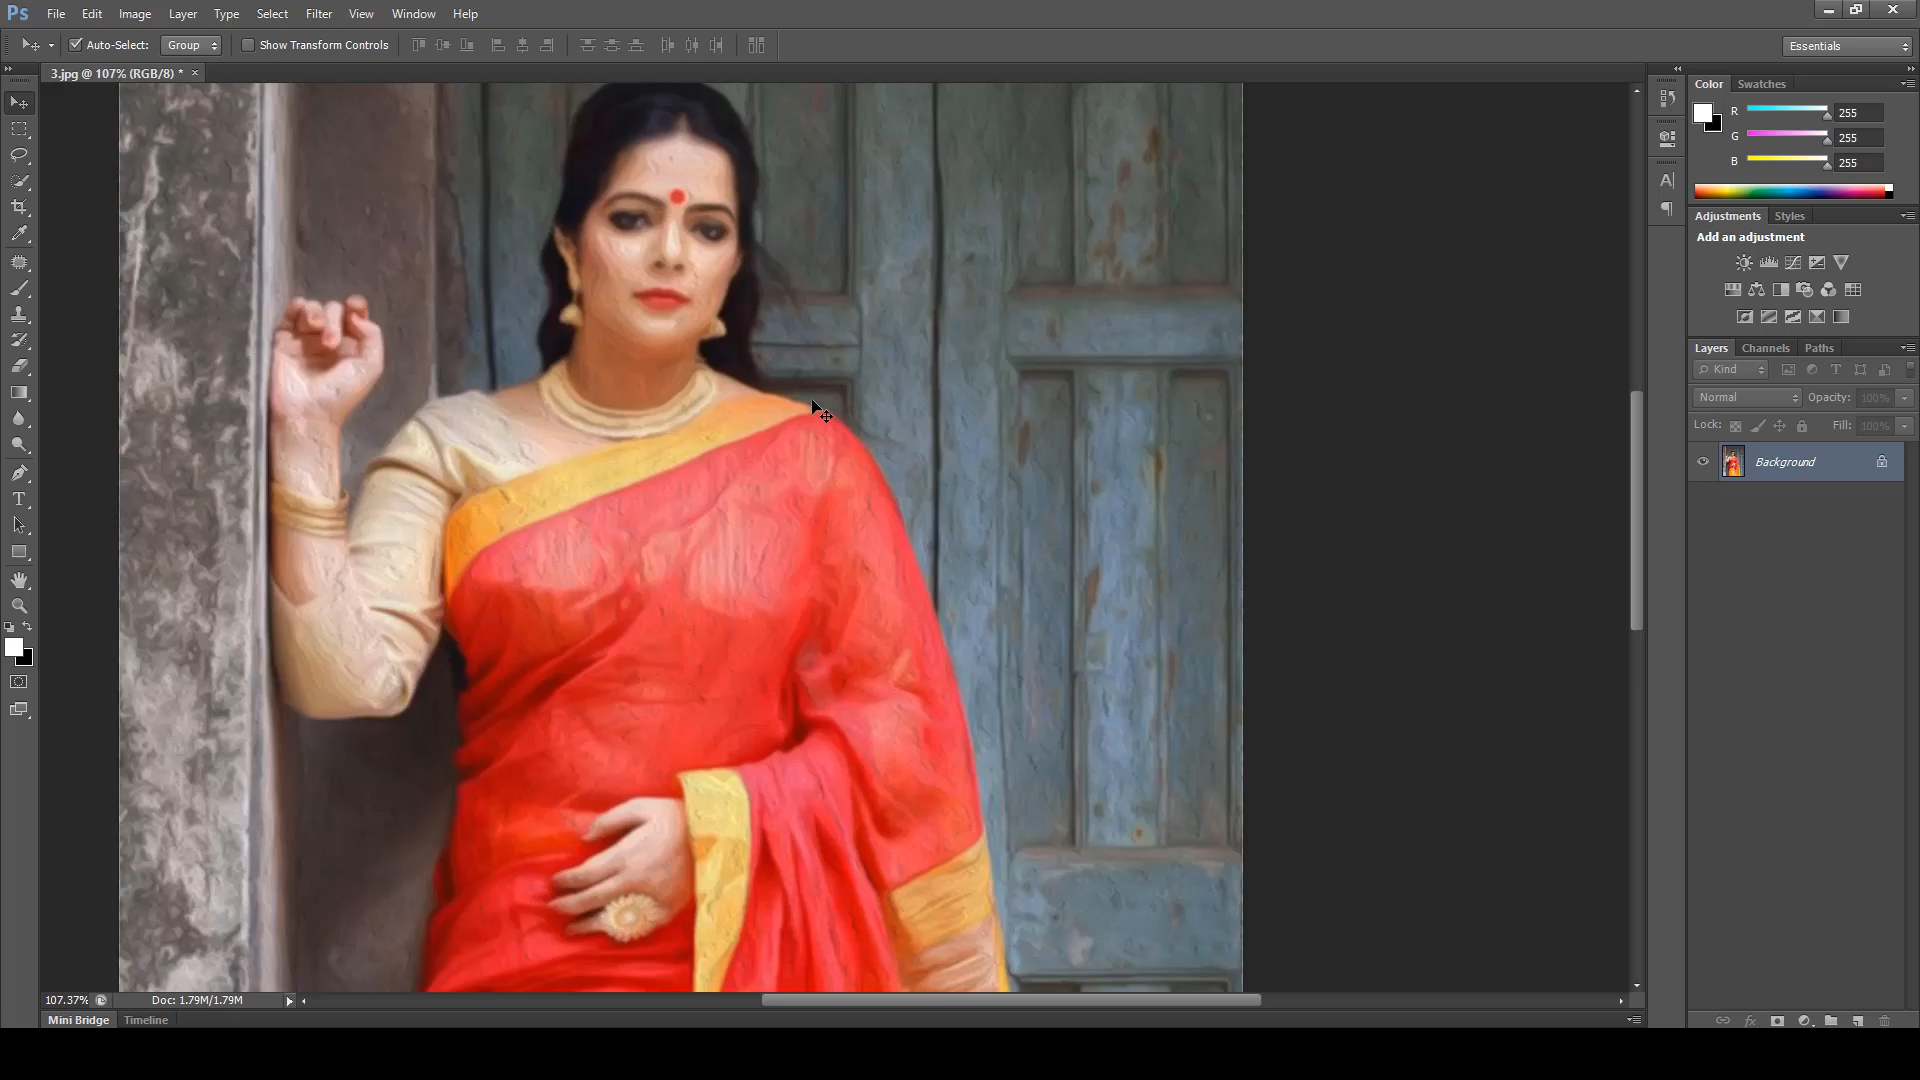 Ps File Edit Image Layer Type Select Filter View Window Help
Auto-Select: Group Show Transform Controls Essentials
3.jpg @ 107% (RGB/8) * ×
Color Swatches
R 255
G 255
B 255
Adjustments Styles
Add an adjustment
Layers Channels Paths
Kind
Normal Opacity: 100%
Lock: Fill: 100%
Background
107.37% Doc: 1.79M/1.79M
Mini Bridge Timeline